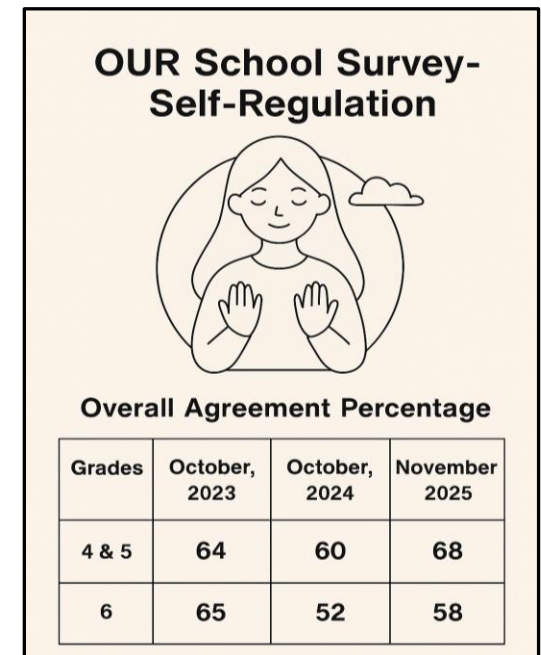 OUR School Survey-
Self-Regulation
Overall Agreement Percentage
Grades October, 2023 October, 2024 November 2025
4 & 5 64 60 68
6 65 52 58